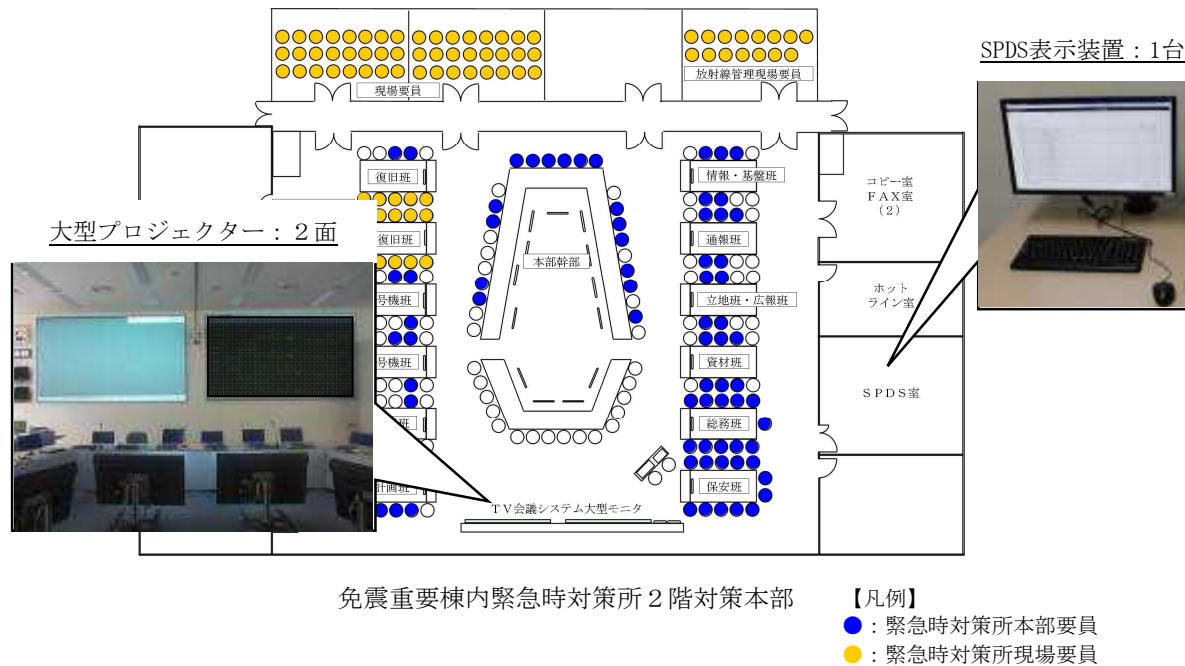 現場要員
放射線管理現場要員
SPDS表示装置：1台
復旧班
情報・基盤班
コピー室
FAX室
(2)
大型プロジェクター：２面
復旧班
本部幹部
通報班
号機班
立地班・広報班
ホット
ライン室
号機班
資材班
ＳＰＤＳ室
班
総務班
計画班
保安班
ＴＶ会議システム大型モニタ
免震重要棟内緊急時対策所２階対策本部
【凡例】
：緊急時対策所本部要員
：緊急時対策所現場要員